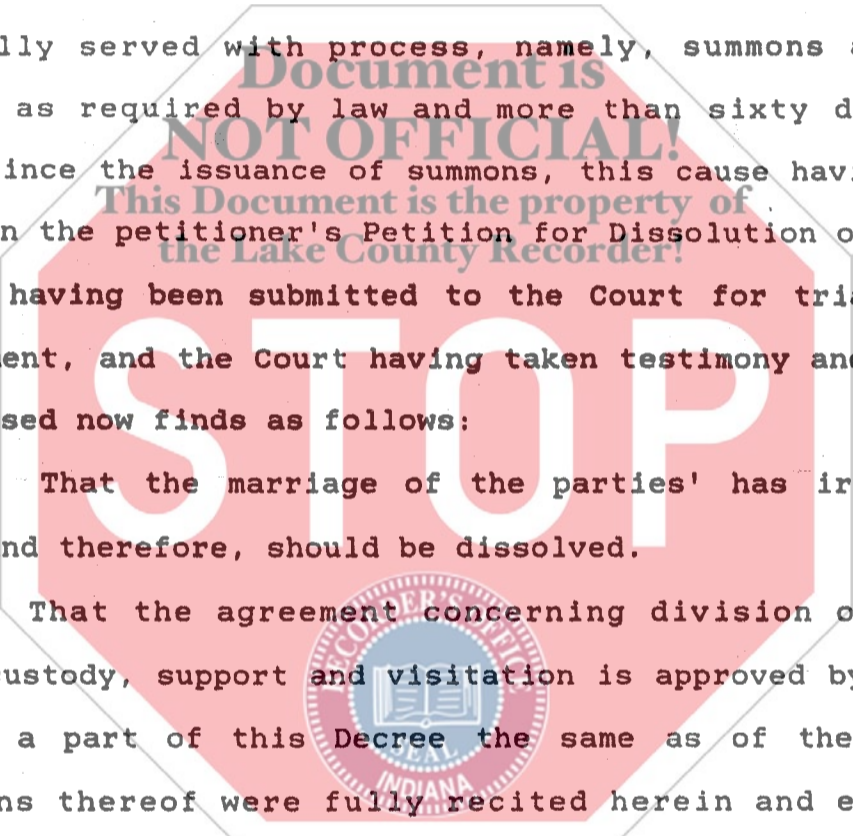 lly served with process, namely, summons a
Document is
as required by law and more than sixty d
NOT OFFICIAL!
ince the issuance of summons, this cause havi
This Document is the property of
n the petitioner's Petition for Dissolution o
the Lake County Recorder!
having been submitted to the Court for tria
ent, and the Court having taken testimony and
sed now finds as follows:
STOP
That the marriage of the parties' has ir
nd therefore, should be dissolved.
That the agreement concerning division o
RECORDER'S OFFICE
custody, support and visitation is approved by
a part of this Decree the same as of the
SEAL
INDIANA
ns thereof were fully recited herein and e